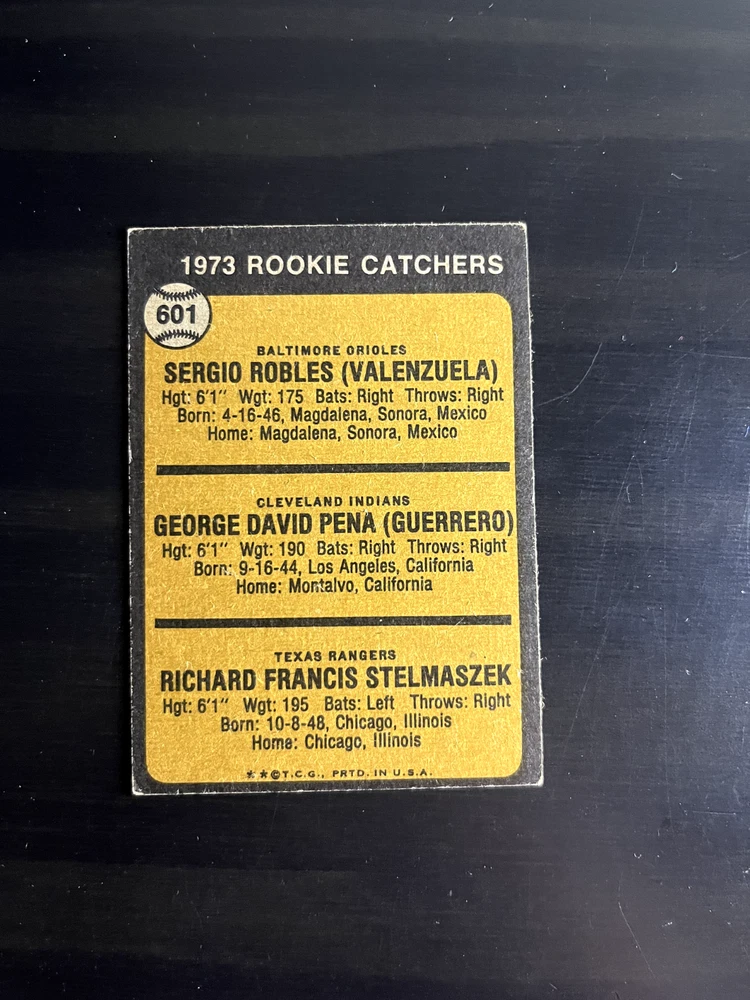 1973 ROOKIE CATCHERS
601
BALTIMORE ORIOLES
SERGIO ROBLES (VALENZUELA)
Hgt: 6'1" Wgt: 175 Bats: Right Throws: Right
Born: 4-16-46, Magdalena, Sonora, Mexico
Home: Magdalena, Sonora, Mexico
CLEVELAND INDIANS
GEORGE DAVID PENA (GUERRERO)
Hgt: 6'1" Wgt: 190 Bats: Right Throws: Right
Born: 9-16-44, Los Angeles, California
Home: Montalvo, California
TEXAS RANGERS
RICHARD FRANCIS STELMASZEK
Hgt: 6'1" Wgt: 195 Bats: Left Throws: Right
Born: 10-8-48, Chicago, Illinois
Home: Chicago, Illinois
* *©T.C.G., PRTD. IN U.S.A.